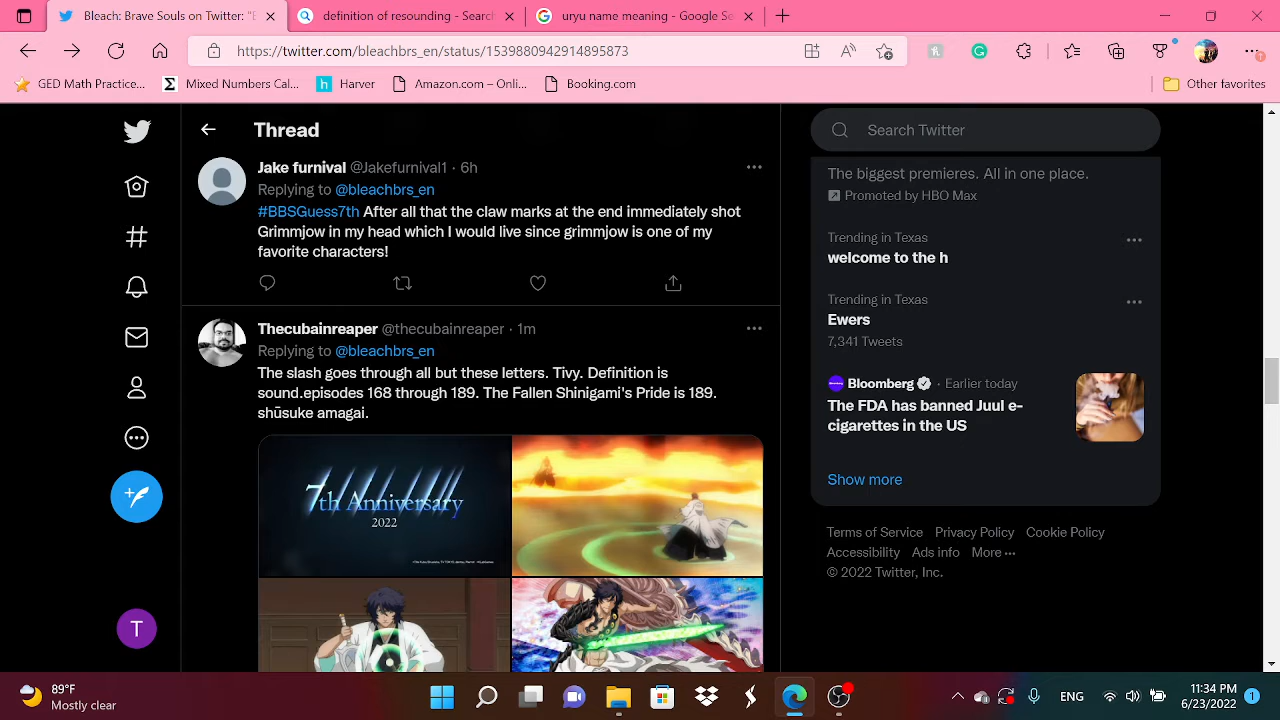 Bleach: Brave Souls on Twitter: "E
definition of resounding - Search
uryu name meaning - Google Se
https://twitter.com/bleachbrs_en/status/1539880942914895873
GED Math Practice...
Mixed Numbers Cal...
Harver
Amazon.com – Onli...
Booking.com
Other favorites
Thread
Search Twitter
Jake furnival @Jakefurnival1 · 6h
Replying to @bleachbrs_en
#BBSGuess7th After all that the claw marks at the end immediately shot
Grimmjow in my head which I would live since grimmjow is one of my
favorite characters!
Thecubainreaper @thecubainreaper · 1m
Replying to @bleachbrs_en
The slash goes through all but these letters. Tivy. Definition is
sound.episodes 168 through 189. The Fallen Shinigami's Pride is 189.
shūsuke amagai.
7th Anniversary
2022
The biggest premieres. All in one place.
Promoted by HBO Max
Trending in Texas
welcome to the h
Trending in Texas
Ewers
7,341 Tweets
Bloomberg · Earlier today
The FDA has banned Juul e-
cigarettes in the US
Show more
Terms of Service Privacy Policy Cookie Policy
Accessibility Ads info More ···
© 2022 Twitter, Inc.
T
89°F
Mostly clear
ENG
11:34 PM
6/23/2022
1